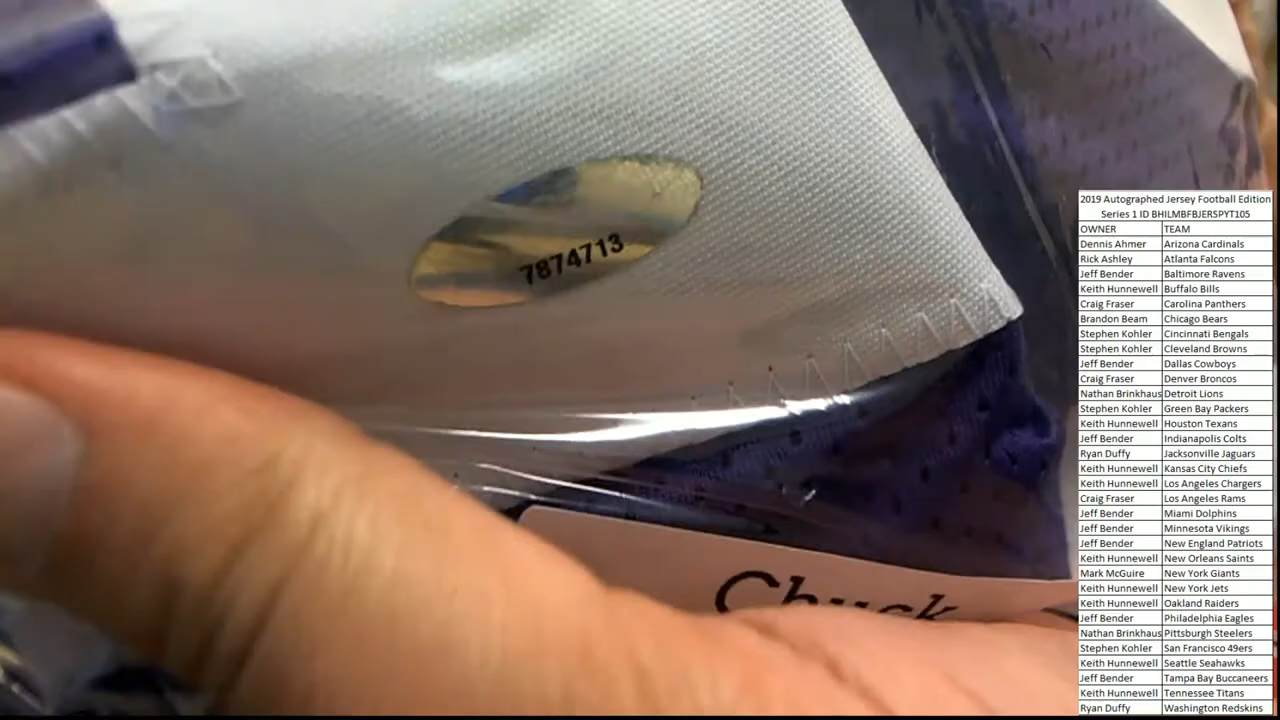 7874713
Chuck
2019 Autographed Jersey Football Edition
Series 1 ID BHILMBFBJERSPYT105
OWNER TEAM
Dennis Ahmer Arizona Cardinals
Rick Ashley Atlanta Falcons
Jeff Bender Baltimore Ravens
Keith Hunnewell Buffalo Bills
Craig Fraser Carolina Panthers
Brandon Beam Chicago Bears
Stephen Kohler Cincinnati Bengals
Stephen Kohler Cleveland Browns
Jeff Bender Dallas Cowboys
Craig Fraser Denver Broncos
Nathan Brinkhaus Detroit Lions
Stephen Kohler Green Bay Packers
Keith Hunnewell Houston Texans
Jeff Bender Indianapolis Colts
Ryan Duffy Jacksonville Jaguars
Keith Hunnewell Kansas City Chiefs
Keith Hunnewell Los Angeles Chargers
Craig Fraser Los Angeles Rams
Jeff Bender Miami Dolphins
Jeff Bender Minnesota Vikings
Jeff Bender New England Patriots
Keith Hunnewell New Orleans Saints
Mark McGuire New York Giants
Keith Hunnewell New York Jets
Keith Hunnewell Oakland Raiders
Jeff Bender Philadelphia Eagles
Nathan Brinkhaus Pittsburgh Steelers
Stephen Kohler San Francisco 49ers
Keith Hunnewell Seattle Seahawks
Jeff Bender Tampa Bay Buccaneers
Keith Hunnewell Tennessee Titans
Ryan Duffy Washington Redskins